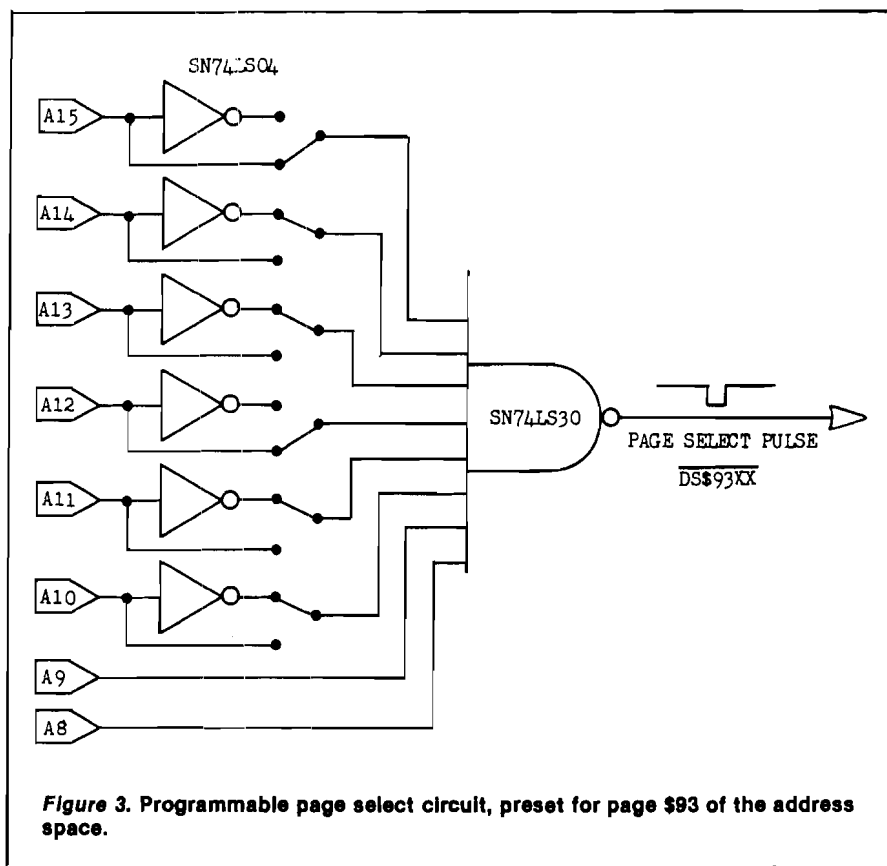 SN74LS04
A15
A14
A13
A12
A11
A10
A9
A8
SN74LS30
PAGE SELECT PULSE
DS$93XX
Figure 3. Programmable page select circuit, preset for page $93 of the address
space.